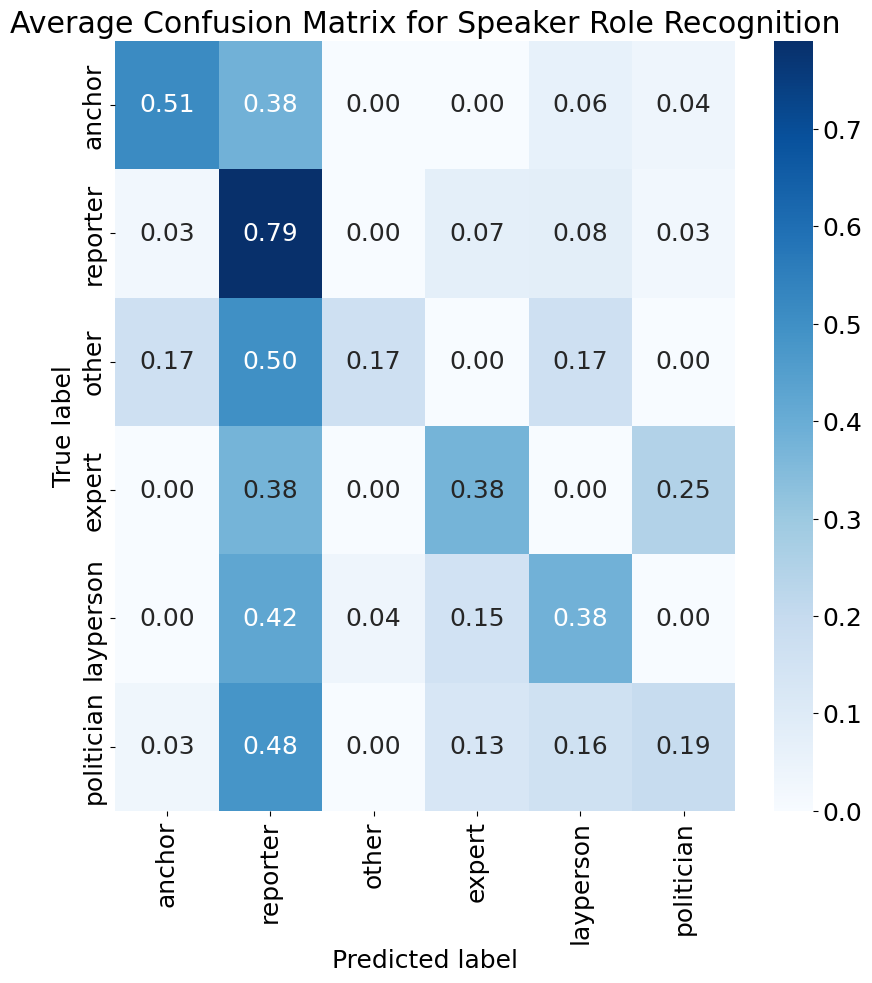 Average Confusion Matrix for Speaker Role Recognition
True label
anchor 0.51 0.38 0.00 0.00 0.06 0.04
reporter 0.03 0.79 0.00 0.07 0.08 0.03
other 0.17 0.50 0.17 0.00 0.17 0.00
expert 0.00 0.38 0.00 0.38 0.00 0.25
layperson 0.00 0.42 0.04 0.15 0.38 0.00
politician 0.03 0.48 0.00 0.13 0.16 0.19
anchor reporter other expert layperson politician
Predicted label
0.7
0.6
0.5
0.4
0.3
0.2
0.1
0.0